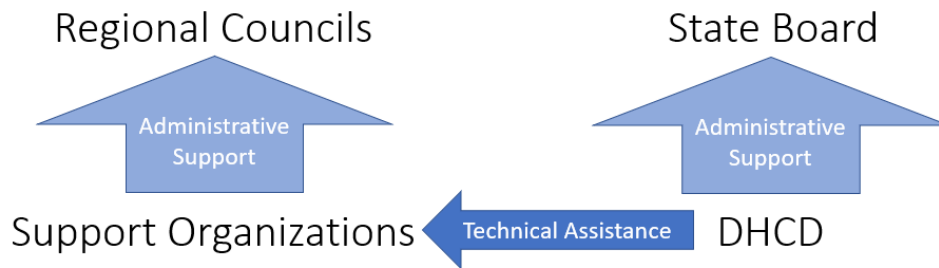 Regional Councils
State Board
Administrative
Support
Administrative
Support
Support Organizations
Technical Assistance
DHCD